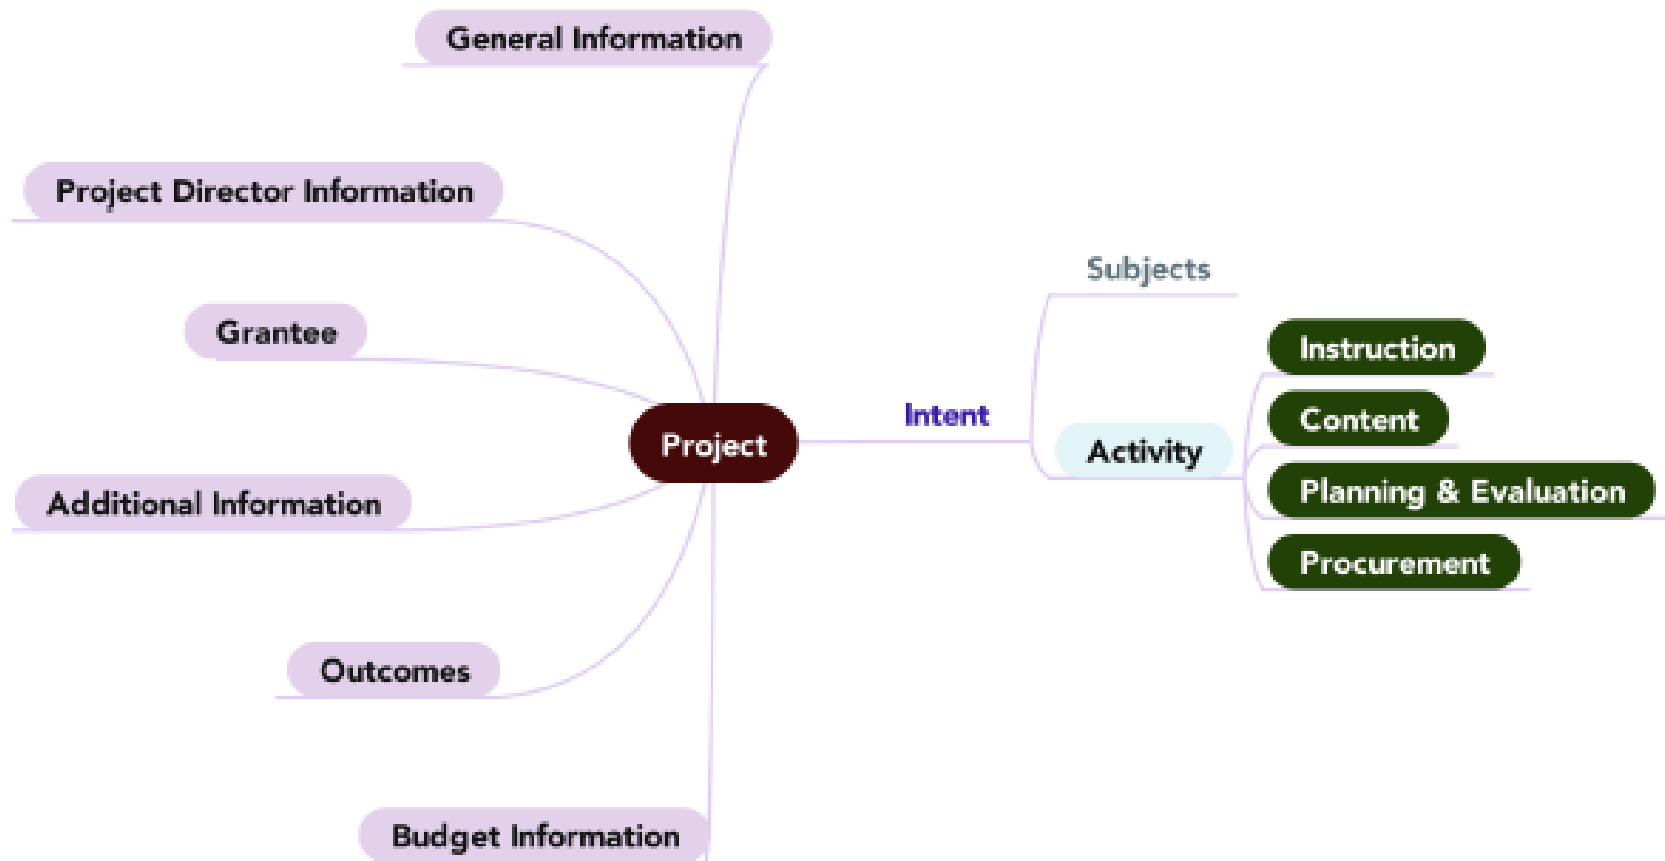 General Information
Project Director Information
Grantee
Additional Information
Outcomes
Budget Information
Project
Intent
Subjects
Activity
Instruction
Content
Planning & Evaluation
Procurement